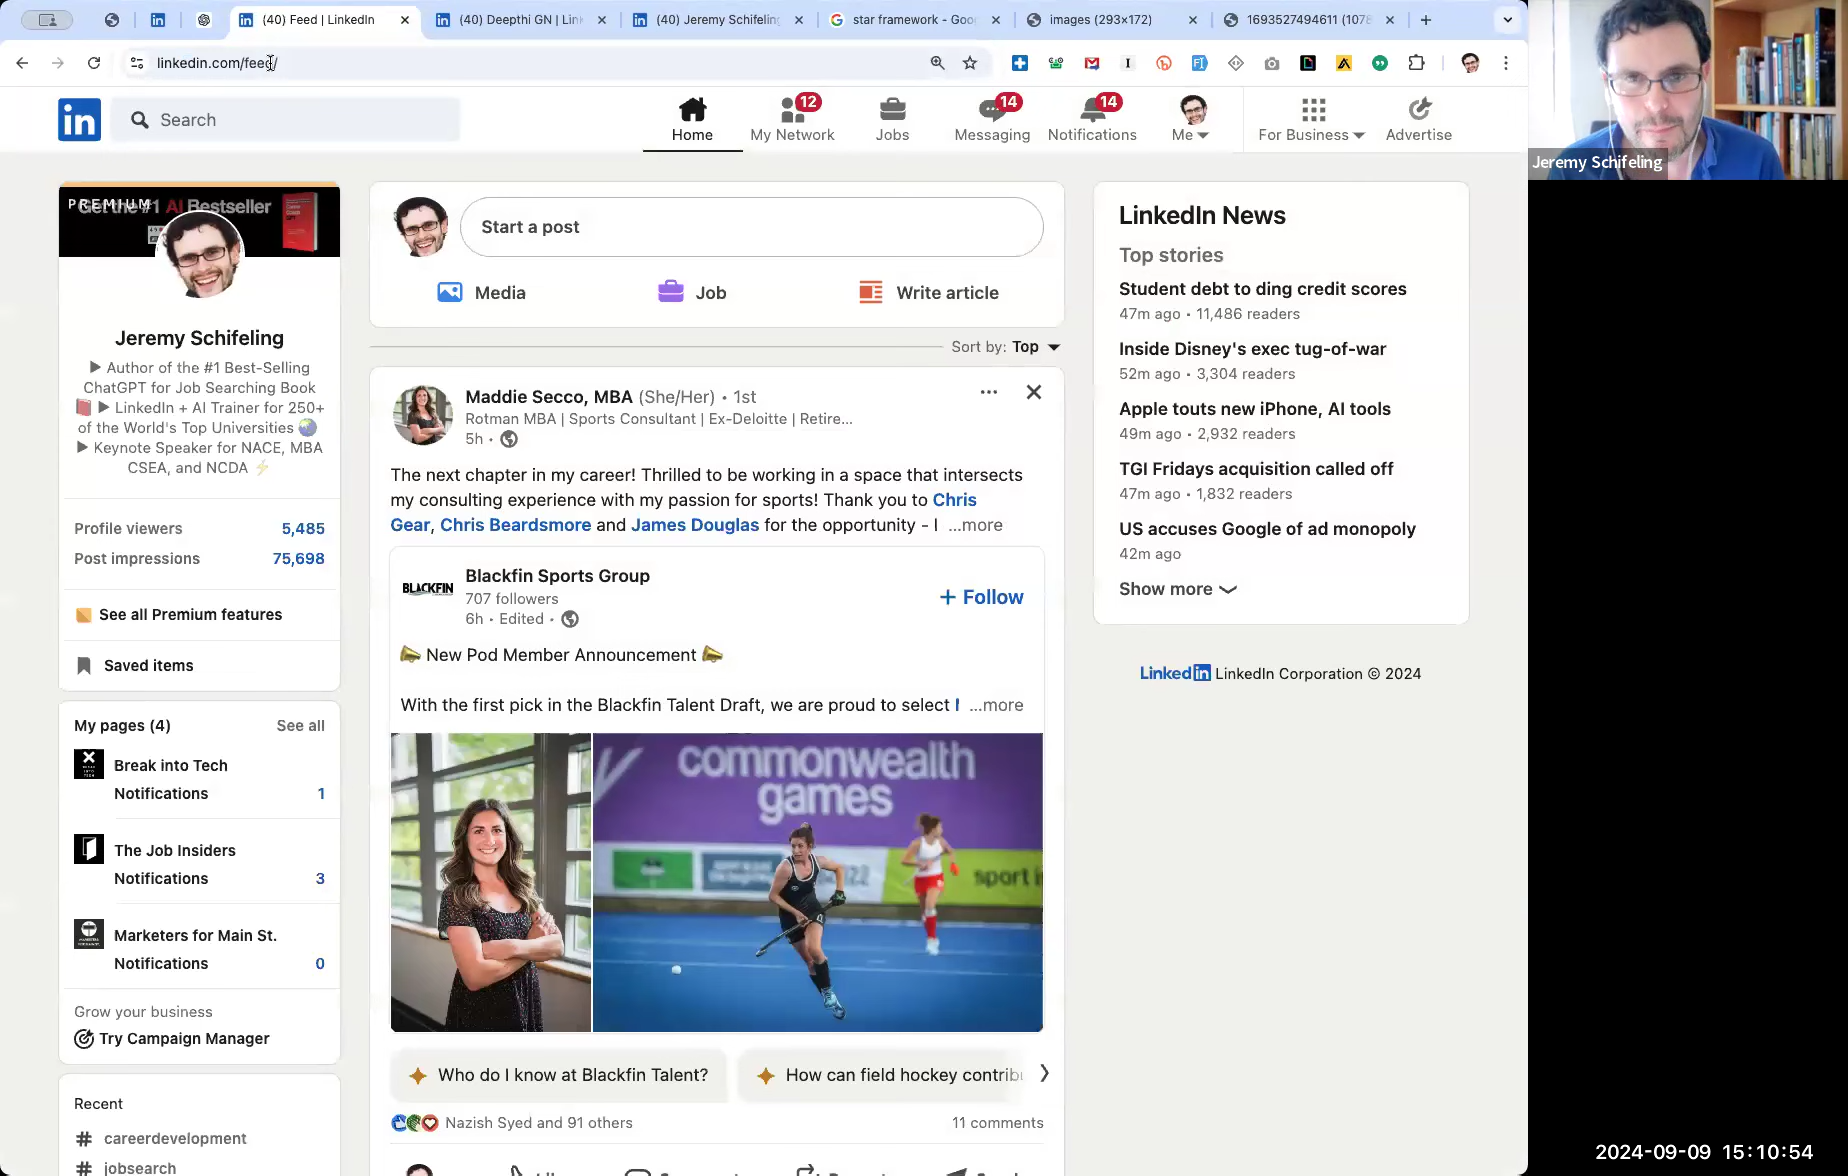 (40) Feed | LinkedIn
(40) Deepthi GN | Lin
(40) Jeremy Schifeling
star framework - Goo
images (293×172)
1693527494611 (1078
linkedin.com/feed/
Search
12
14
14
Home
My Network
Jobs
Messaging
Notifications
Me
For Business
Advertise
Jeremy Schifeling
PREMIUM
Get the #1 AI Bestseller
Jeremy Schifeling
▶ Author of the #1 Best-Selling
ChatGPT for Job Searching Book
📕 ▶ LinkedIn + AI Trainer for 250+
of the World's Top Universities 🌎
▶ Keynote Speaker for NACE, MBA
CSEA, and NCDA ⚡
Profile viewers 5,485
Post impressions 75,698
See all Premium features
Saved items
My pages (4) See all
Break into Tech
Notifications 1
The Job Insiders
Notifications 3
Marketers for Main St.
Notifications 0
Grow your business
Try Campaign Manager
Recent
# careerdevelopment
# jobsearch
Start a post
Media
Job
Write article
Sort by: Top
Maddie Secco, MBA (She/Her) • 1st
Rotman MBA | Sports Consultant | Ex-Deloitte | Retire...
5h •
The next chapter in my career! Thrilled to be working in a space that intersects
my consulting experience with my passion for sports! Thank you to Chris
Gear, Chris Beardsmore and James Douglas for the opportunity - I ...more
BLACKFIN
Blackfin Sports Group
707 followers
6h • Edited •
+ Follow
📣 New Pod Member Announcement 📣
With the first pick in the Blackfin Talent Draft, we are proud to select ...more
commonwealth
games
sport i
Who do I know at Blackfin Talent?
How can field hockey contrib
Nazish Syed and 91 others
11 comments
LinkedIn News
Top stories
Student debt to ding credit scores
47m ago • 11,486 readers
Inside Disney's exec tug-of-war
52m ago • 3,304 readers
Apple touts new iPhone, AI tools
49m ago • 2,932 readers
TGI Fridays acquisition called off
47m ago • 1,832 readers
US accuses Google of ad monopoly
42m ago
Show more
LinkedIn LinkedIn Corporation © 2024
2024-09-09 15:10:54